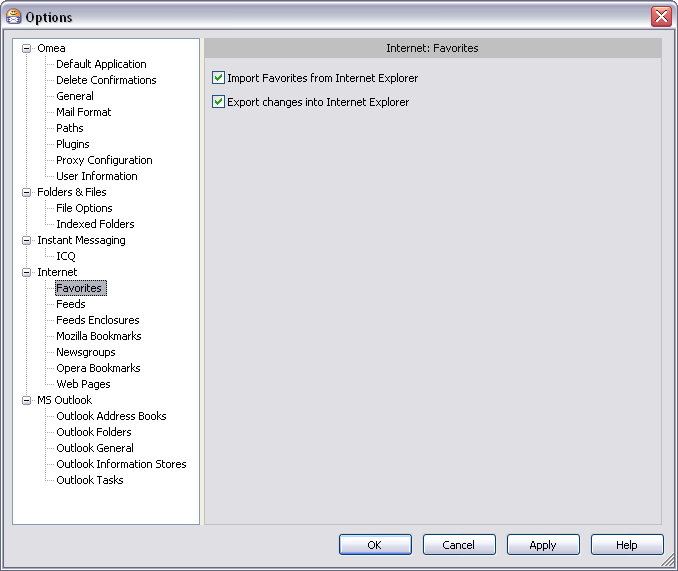 Options
Omea
Default Application
Delete Confirmations
General
Mail Format
Paths
Plugins
Proxy Configuration
User Information
Folders & Files
File Options
Indexed Folders
Instant Messaging
ICQ
Internet
Favorites
Feeds
Feeds Enclosures
Mozilla Bookmarks
Newsgroups
Opera Bookmarks
Web Pages
MS Outlook
Outlook Address Books
Outlook Folders
Outlook General
Outlook Information Stores
Outlook Tasks
Internet: Favorites
Import Favorites from Internet Explorer
Export changes into Internet Explorer
OK Cancel Apply Help